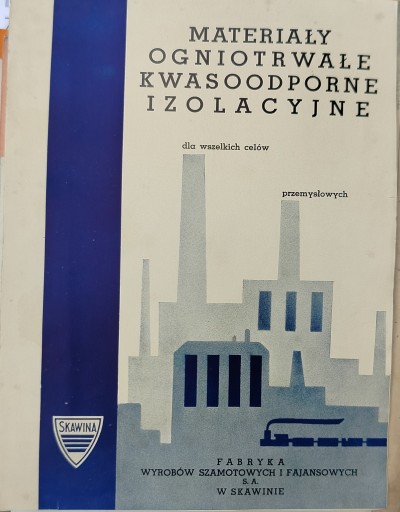 MATERIAŁY
OGNIOTRWAŁE
KWASOODPORNE
IZOLACYJNE
dla wszelkich celów
przemysłowych
SKAWINA
FABRYKA
WYROBÓW SZAMOTOWYCH I FAJANSOWYCH
S. A.
W SKAWINIE